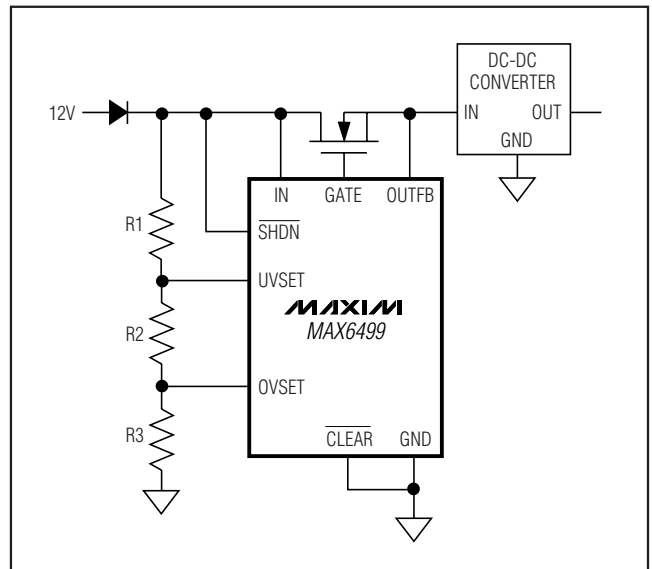 DC-DC
CONVERTER
12V
IN
OUT
GND
IN
GATE
OUTFB
R1
SHDN
UVSET
MAXIM
R2
MAX6499
OVSET
R3
CLEAR
GND